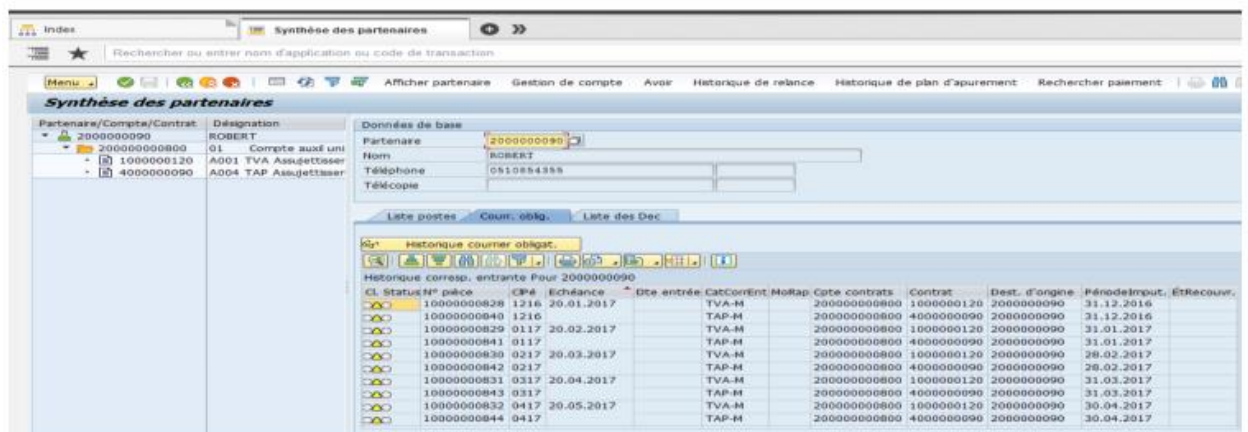 Index
Synthèse des partenaires
Rechercher ou entrer nom d'application ou code de transaction
Menu Afficher partenaire Gestion de compte Avoir Historique de relance Historique de plan d'apurement Rechercher paiement
Synthèse des partenaires
Partenaire/Compte/Contrat Désignation
2000000090 ROBERT
200000000800 01 Compte auxi uni
1000000120 A001 TVA Assujettisser
4000000090 A004 TAP Assujettisser
Données de base
Partenaire 2000000090
Nom ROBERT
Téléphone 0510854355
Télécopie
Liste postes Courr. oblig. Liste des Dec
Historique courrier obligat.
Historique corresp. entrante Pour 2000000090
CL Status N° pièce ClPé Echéance Dte entrée CatCorrEnt MoRap Cpte contrats Contrat Dest. d'origine PériodeImput. ÉtRecouvr.
10000000828 1216 20.01.2017 TVA-M 200000000800 1000000120 2000000090 31.12.2016
10000000840 1216 TAP-M 200000000800 4000000090 2000000090 31.12.2016
10000000829 0117 20.02.2017 TVA-M 200000000800 1000000120 2000000090 31.01.2017
10000000841 0117 TAP-M 200000000800 4000000090 2000000090 31.01.2017
10000000830 0217 20.03.2017 TVA-M 200000000800 1000000120 2000000090 28.02.2017
10000000842 0217 TAP-M 200000000800 4000000090 2000000090 28.02.2017
10000000831 0317 20.04.2017 TVA-M 200000000800 1000000120 2000000090 31.03.2017
10000000843 0317 TAP-M 200000000800 4000000090 2000000090 31.03.2017
10000000832 0417 20.05.2017 TVA-M 200000000800 1000000120 2000000090 30.04.2017
10000000844 0417 TAP-M 200000000800 4000000090 2000000090 30.04.2017